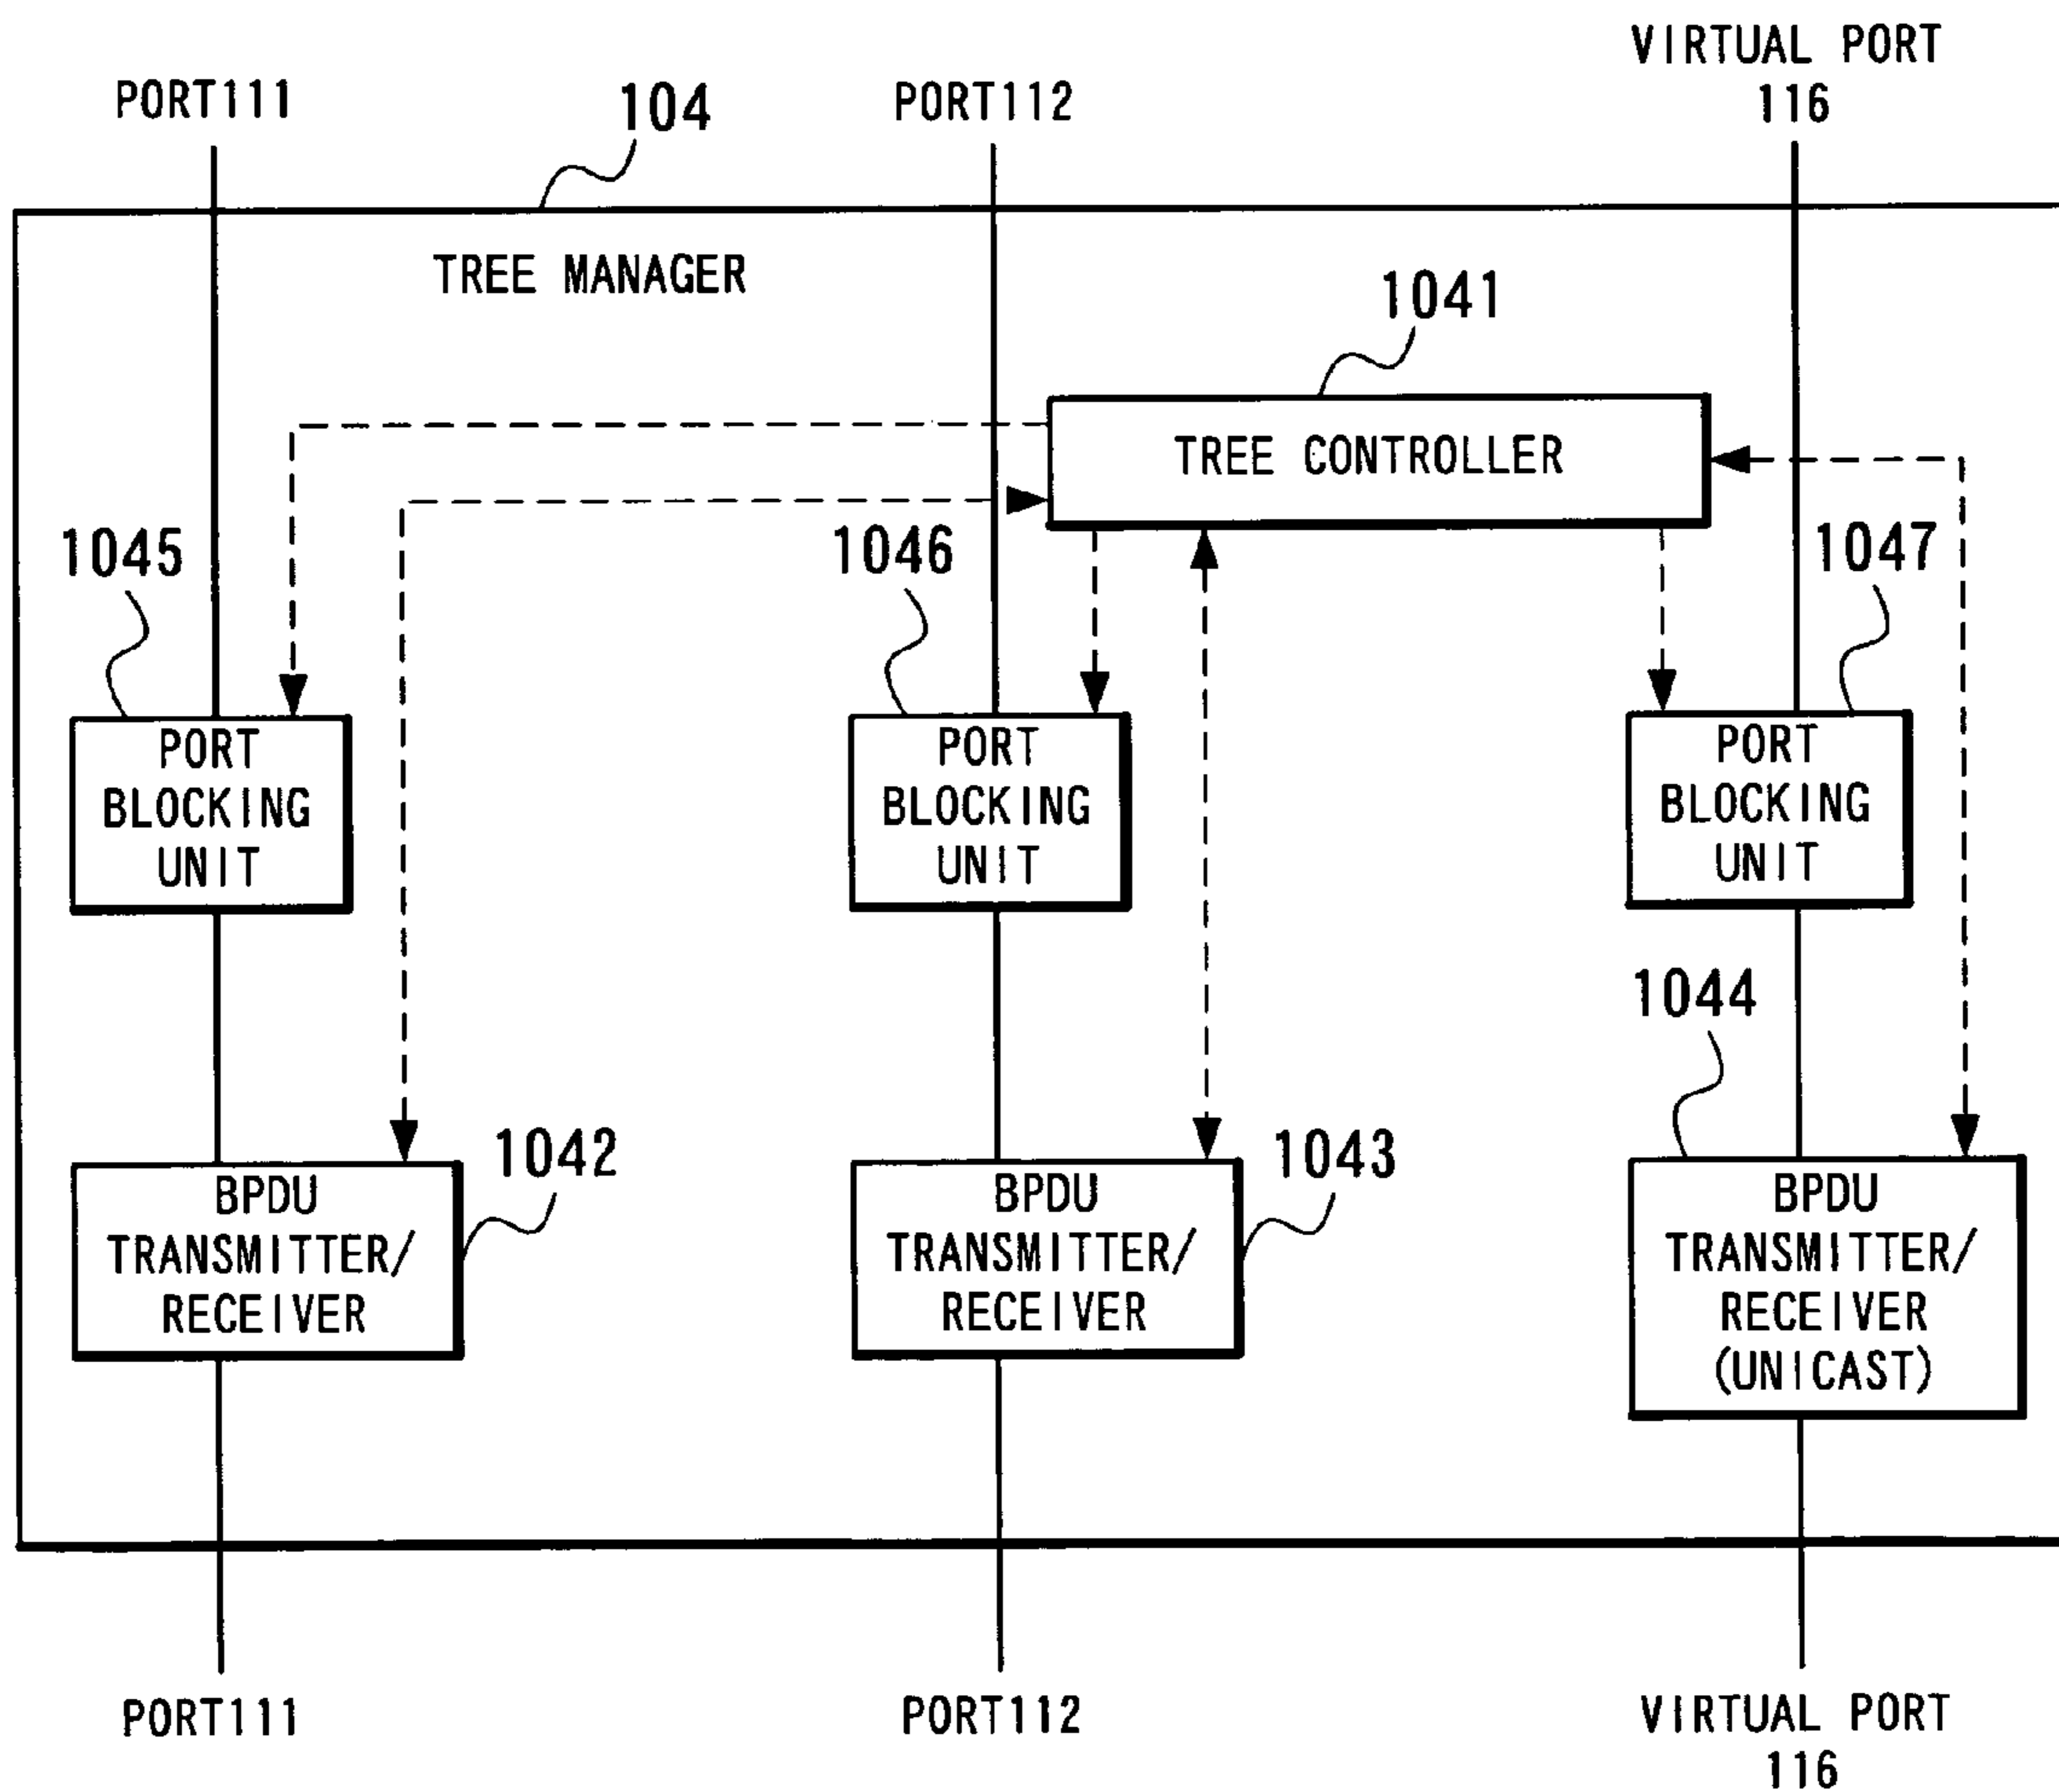 VIRTUAL PORT
116
PORT111
104
PORT112
TREE MANAGER
1041
TREE CONTROLLER
1045
1046
1047
PORT
BLOCKING
UNIT
PORT
BLOCKING
UNIT
PORT
BLOCKING
UNIT
1044
1042
1043
BPDU
TRANSMITTER/
RECEIVER
BPDU
TRANSMITTER/
RECEIVER
BPDU
TRANSMITTER/
RECEIVER
(UNICAST)
PORT111
PORT112
VIRTUAL PORT
116